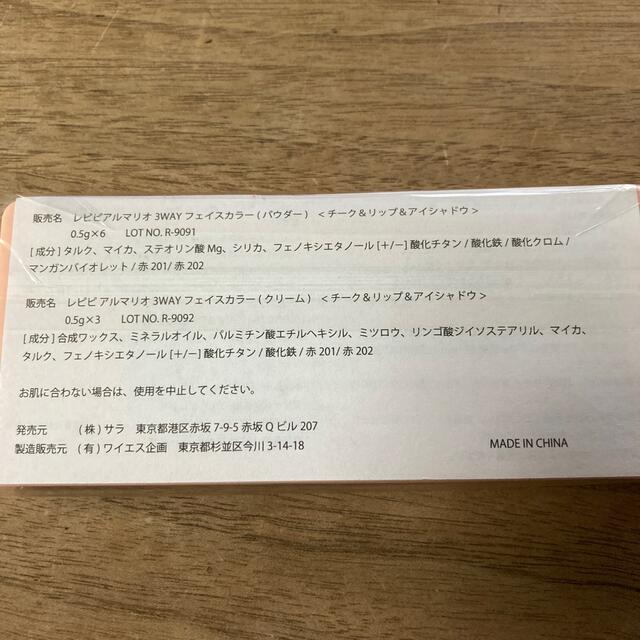 販売名 レピピアルマリオ 3WAY フェイスカラー ( パウダー ) < チーク＆リップ＆アイシャドウ >
0.5g×6 LOT NO. R-9091
[ 成分 ] タルク、マイカ、ステオリン酸 Mg、シリカ、フェノキシエタノール [+/−] 酸化チタン / 酸化鉄 / 酸化クロム /
マンガンバイオレット / 赤 201/ 赤 202
販売名 レピピ アルマリオ 3WAY フェイスカラー ( クリーム ) < チーク＆リップ＆アイシャドウ >
0.5g×3 LOT NO. R-9092
[ 成分 ] 合成ワックス、ミネラルオイル、パルミチン酸エチルヘキシル、ミツロウ、リンゴ酸ジイソステアリル、マイカ、
タルク、フェノキシエタノール [+/−] 酸化チタン / 酸化鉄 / 赤 201/ 赤 202
お肌に合わない場合は、使用を中止してください。
発売元 ( 株 ) サラ 東京都港区赤坂 7-9-5 赤坂 Q ビル 207
製造販売元 ( 有 ) ワイエス企画 東京都杉並区今川 3-14-18 MADE IN CHINA